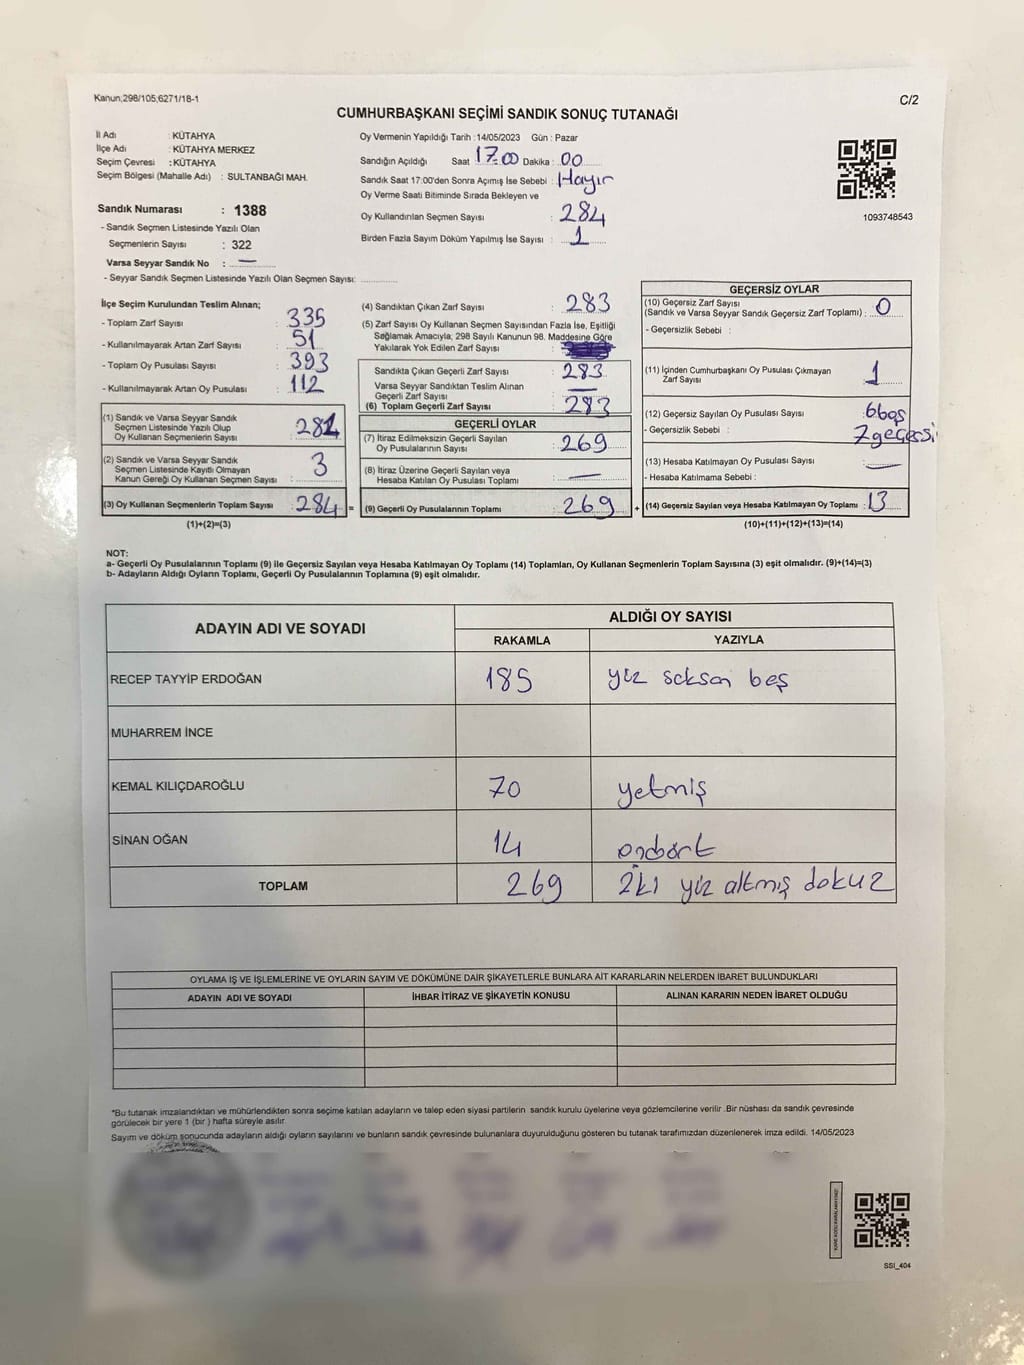 Kanun;298/105;6271/18-1
C/2
CUMHURBAŞKANI SEÇİMİ SANDIK SONUÇ TUTANAĞI
İl Adı : KÜTAHYA
İlçe Adı : KÜTAHYA MERKEZ
Seçim Çevresi : KÜTAHYA
Seçim Bölgesi (Mahalle Adı) : SULTANBAĞI MAH.
Sandık Numarası : 1388
- Sandık Seçmen Listesinde Yazılı Olan
Seçmenlerin Sayısı : 322
Varsa Seyyar Sandık No : —
- Seyyar Sandık Seçmen Listesinde Yazılı Olan Seçmen Sayısı:
Oy Vermenin Yapıldığı Tarih :14/05/2023 Gün : Pazar
Sandığın Açıldığı Saat 17.00 Dakika : 00
Sandık Saat 17:00'den Sonra Açımış İse Sebebi : Hayır
Oy Verme Saati Bitiminde Sırada Bekleyen ve
Oy Kullandırılan Seçmen Sayısı : 284
Birden Fazla Sayım Döküm Yapılmış İse Sayısı : 1
1093748543
İlçe Seçim Kurulundan Teslim Alınan;
- Toplam Zarf Sayısı : 335
- Kullanılmayarak Artan Zarf Sayısı : 51
- Toplam Oy Pusulası Sayısı : 393
- Kullanılmayarak Artan Oy Pusulası : 112
(1) Sandık ve Varsa Seyyar Sandık
Seçmen Listesinde Yazılı Olup
Oy Kullanan Seçmenlerin Sayısı : 281
(2) Sandık ve Varsa Seyyar Sandık
Seçmen Listesinde Kayıtlı Olmayan
Kanun Gereği Oy Kullanan Seçmen Sayısı : 3
(3) Oy Kullanan Seçmenlerin Toplam Sayısı : 284 =
(1)+(2)=(3)
(4) Sandıktan Çıkan Zarf Sayısı : 283
(5) Zarf Sayısı Oy Kullanan Seçmen Sayısından Fazla İse, Eşitliği
Sağlamak Amacıyla, 298 Sayılı Kanunun 98. Maddesine Göre
Yakılarak Yok Edilen Zarf Sayısı :
Sandıkta Çıkan Geçerli Zarf Sayısı : 283
Varsa Seyyar Sandıktan Teslim Alınan
Geçerli Zarf Sayısı : —
(6) Toplam Geçerli Zarf Sayısı : 283
GEÇERLİ OYLAR
(7) İtiraz Edilmeksizin Geçerli Sayılan
Oy Pusulasının Sayısı : 269
(8) İtiraz Üzerine Geçerli Sayılan veya
Hesaba Katılan Oy Pusulası Toplamı : —
(9) Geçerli Oy Pusulalarının Toplamı : 269 +
GEÇERSİZ OYLAR
(10) Geçersiz Zarf Sayısı
(Sandık ve Varsa Seyyar Sandık Geçersiz Zarf Toplamı) : 0
- Geçersizlik Sebebi :
(11) İçinden Cumhurbaşkanı Oy Pusulası Çıkmayan
Zarf Sayısı : 1
(12) Geçersiz Sayılan Oy Pusulası Sayısı : 6boş
- Geçersizlik Sebebi : 7geçersi
(13) Hesaba Katılmayan Oy Pusulası Sayısı : —
- Hesaba Katılmama Sebebi :
(14) Geçersiz Sayılan veya Hesaba Katılmayan Oy Toplamı : 13
(10)+(11)+(12)+(13)=(14)
NOT:
a- Geçerli Oy Pusulalarının Toplamı (9) ile Geçersiz Sayılan veya Hesaba Katılmayan Oy Toplamı (14) Toplamları, Oy Kullanan Seçmenlerin Toplam Sayısına (3) eşit olmalıdır. (9)+(14)=(3)
b- Adayların Aldığı Oyların Toplamı, Geçerli Oy Pusulalarının Toplamına (9) eşit olmalıdır.
ADAYIN ADI VE SOYADI
ALDIĞI OY SAYISI
RAKAMLA YAZIYLA
RECEP TAYYİP ERDOĞAN 185 yüz seksen beş
MUHARREM İNCE
KEMAL KILIÇDAROĞLU 70 yetmiş
SİNAN OĞAN 14 ondört
TOPLAM 269 iki yüz altmış dokuz
OYLAMA İŞ VE İŞLEMLERİNE VE OYLARIN SAYIM VE DÖKÜMÜNE DAİR ŞİKAYETLERLE BUNLARA AİT KARARLARIN NELERDEN İBARET BULUNDUKLARI
ADAYIN ADI VE SOYADI İHBAR İTİRAZ VE ŞİKAYETİN KONUSU ALINAN KARARIN NEDEN İBARET OLDUĞU
"Bu tutanak imzalandıktan ve mühürlendikten sonra seçime katılan adayların ve talep eden siyasi partilerin sandık kurulu üyelerine veya gözlemcilerine verilir .Bir nüshası da sandık çevresinde
görülecek bir yere 1 (bir ) hafta süreyle asılır.
Sayım ve döküm sonucunda adayların aldığı oyların sayılarını ve bunların sandık çevresinde bulunanlara duyurulduğunu gösteren bu tutanak tarafımızdan düzenlenerek imza edildi. 14/05/2023
SSI_404